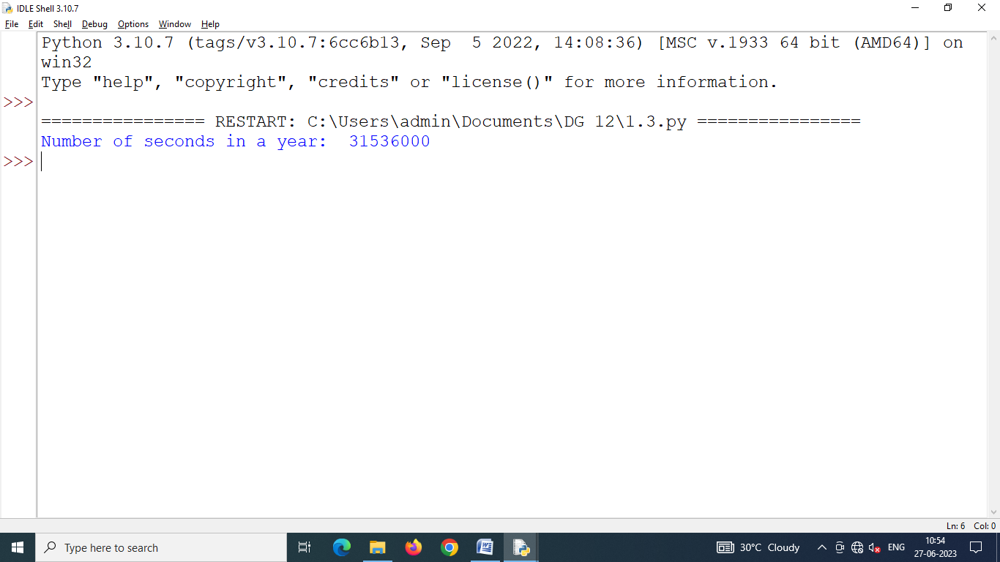 IDLE Shell 3.10.7
File Edit Shell Debug Options Window Help
Python 3.10.7 (tags/v3.10.7:6cc6b13, Sep  5 2022, 14:08:36) [MSC v.1933 64 bit (AMD64)] on
win32
Type "help", "copyright", "credits" or "license()" for more information.
>>>
================ RESTART: C:\Users\admin\Documents\DG 12\1.3.py ================
Number of seconds in a year:  31536000
>>>
Ln: 6 Col: 0
Type here to search
30°C Cloudy
ENG
10:54
27-06-2023